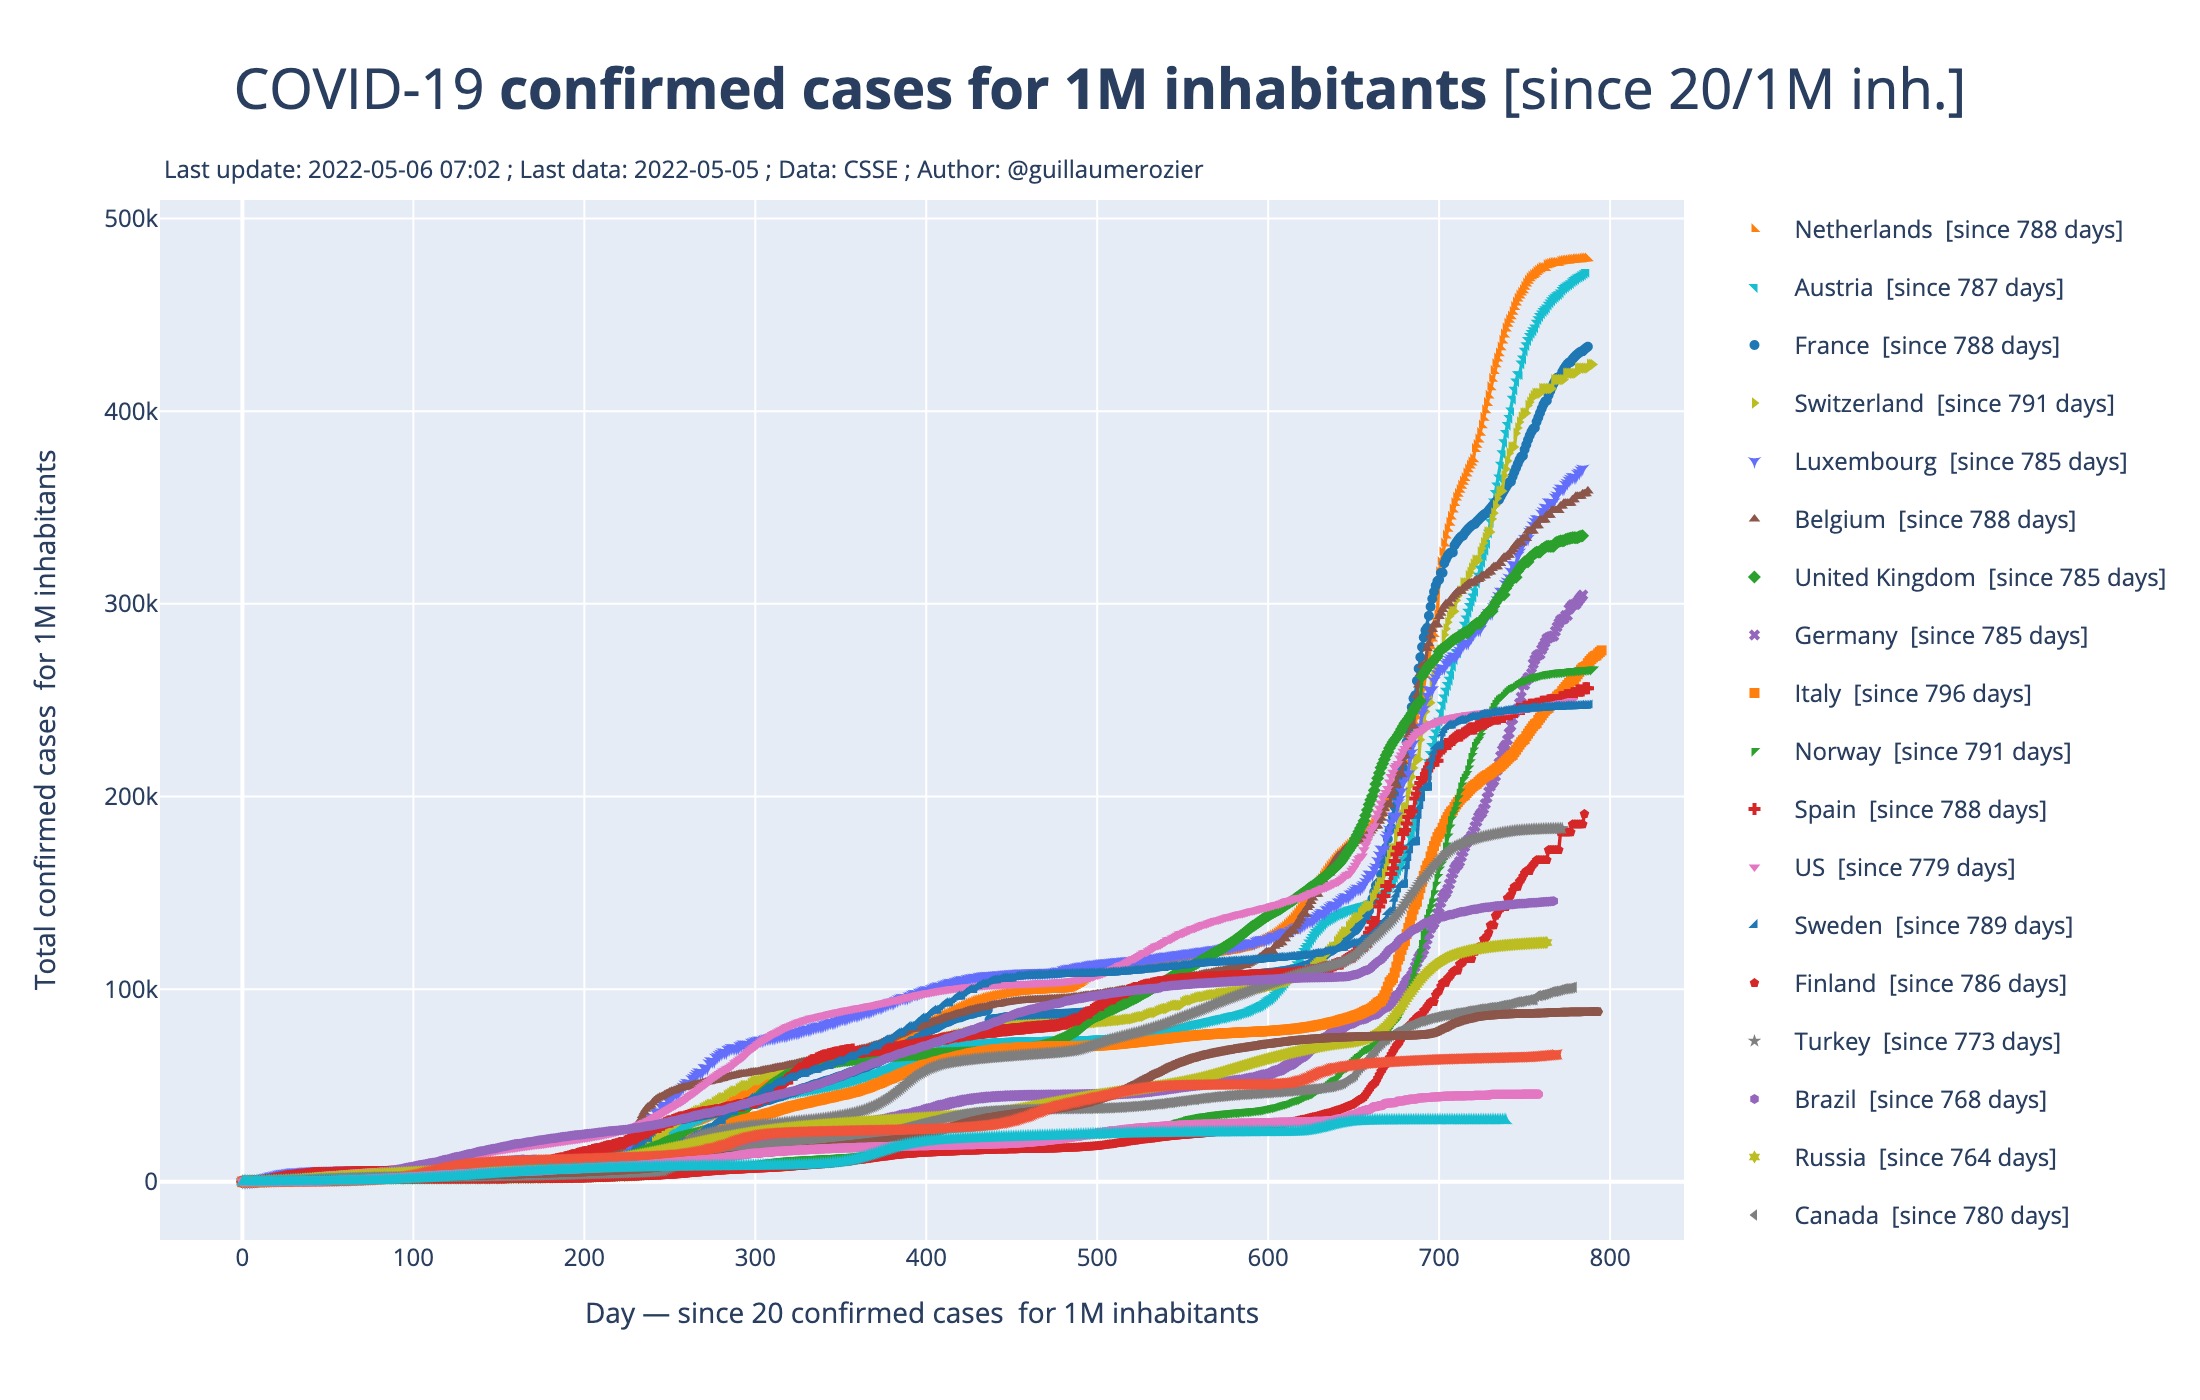 COVID-19 confirmed cases for 1M inhabitants [since 20/1M inh.]
Last update: 2022-05-06 07:02 ; Last data: 2022-05-05 ; Data: CSSE ; Author: @guillaumerozier
Total confirmed cases  for 1M inhabitants
500k
400k
300k
200k
100k
0
0 100 200 300 400 500 600 700 800
Day — since 20 confirmed cases  for 1M inhabitants
Netherlands  [since 788 days]
Austria  [since 787 days]
France  [since 788 days]
Switzerland  [since 791 days]
Luxembourg  [since 785 days]
Belgium  [since 788 days]
United Kingdom  [since 785 days]
Germany  [since 785 days]
Italy  [since 796 days]
Norway  [since 791 days]
Spain  [since 788 days]
US  [since 779 days]
Sweden  [since 789 days]
Finland  [since 786 days]
Turkey  [since 773 days]
Brazil  [since 768 days]
Russia  [since 764 days]
Canada  [since 780 days]